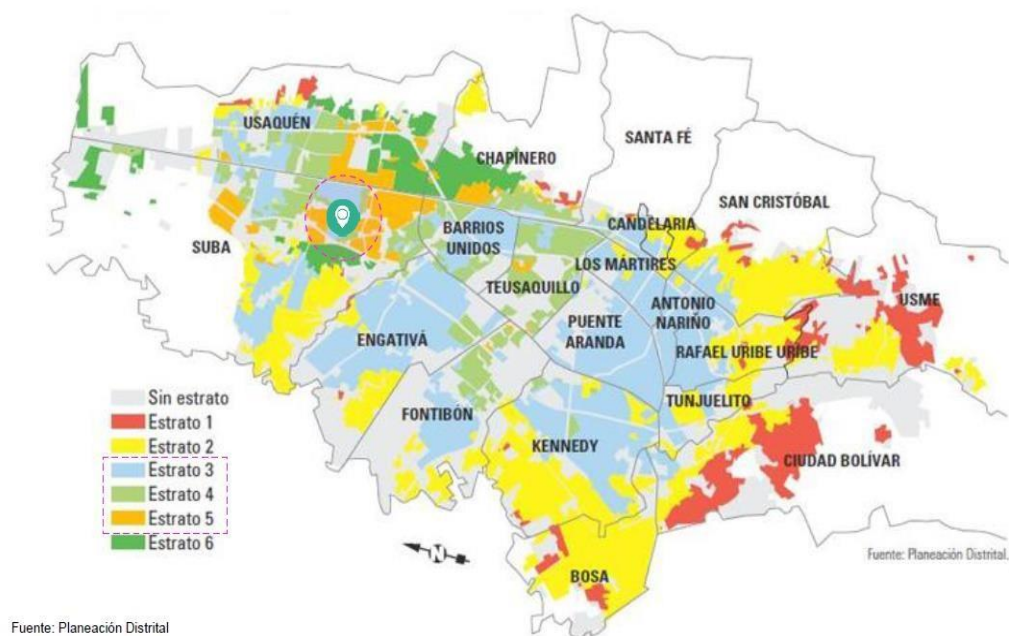 USAQUÉN
CHAPINERO
SANTA FÉ
SAN CRISTÓBAL
SUBA
BARRIOS
UNIDOS
CANDELARIA
LOS MÁRTIRES
TEUSAQUILLO
USME
ANTONIO
NARIÑO
PUENTE
ARANDA
ENGATIVÁ
RAFAEL URIBE URIBE
TUNJUELITO
FONTIBÓN
KENNEDY
CIUDAD BOLÍVAR
BOSA
Sin estrato
Estrato 1
Estrato 2
Estrato 3
Estrato 4
Estrato 5
Estrato 6
N
Fuente: Planeación Distrital.
Fuente: Planeación Distrital